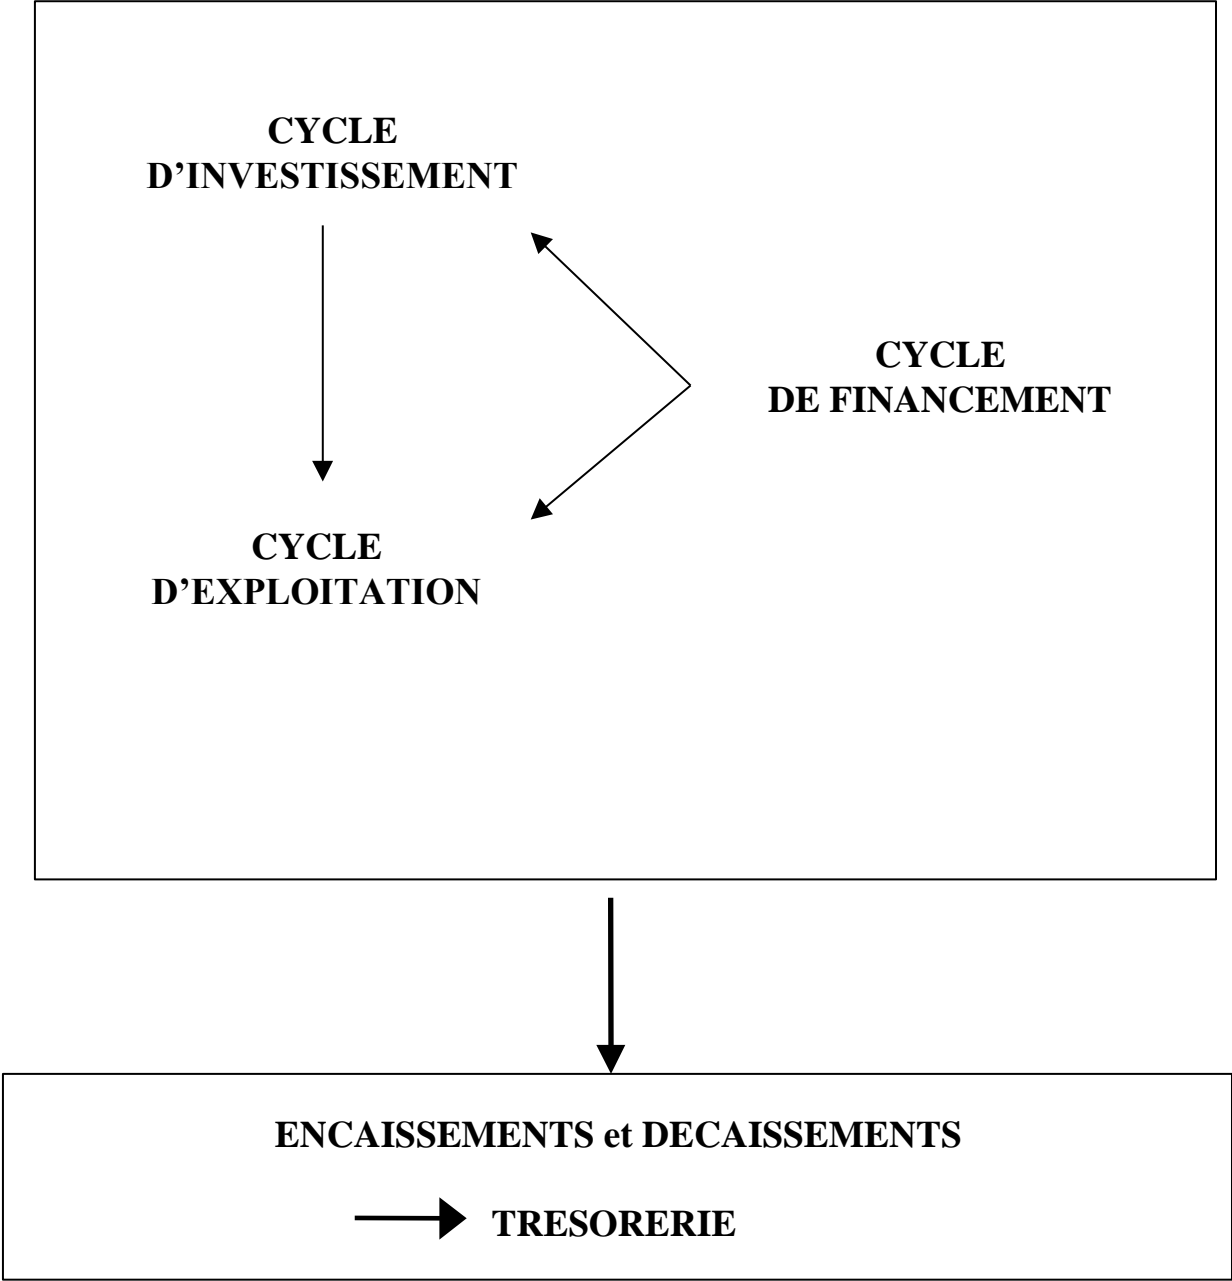 CYCLE
D’INVESTISSEMENT
CYCLE
DE FINANCEMENT
CYCLE
D’EXPLOITATION
ENCAISSEMENTS et DECAISSEMENTS
TRESORERIE